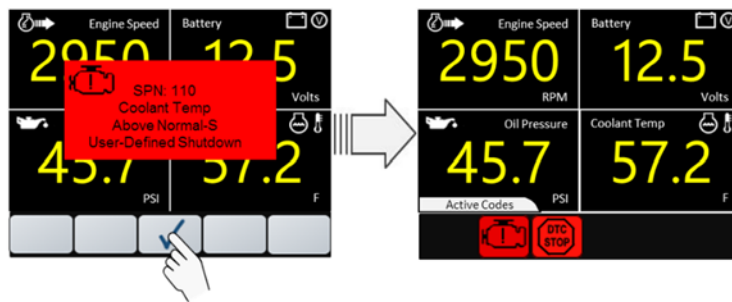 Engine Speed
Battery
V
2950
12.5
Volts
SPN: 110
Coolant Temp
Above Normal-S
User-Defined Shutdown
45.7
57.2
PSI
F
Engine Speed
Battery
V
2950
12.5
RPM
Volts
Oil Pressure
Coolant Temp
45.7
57.2
Active Codes
PSI
F
DTC
STOP